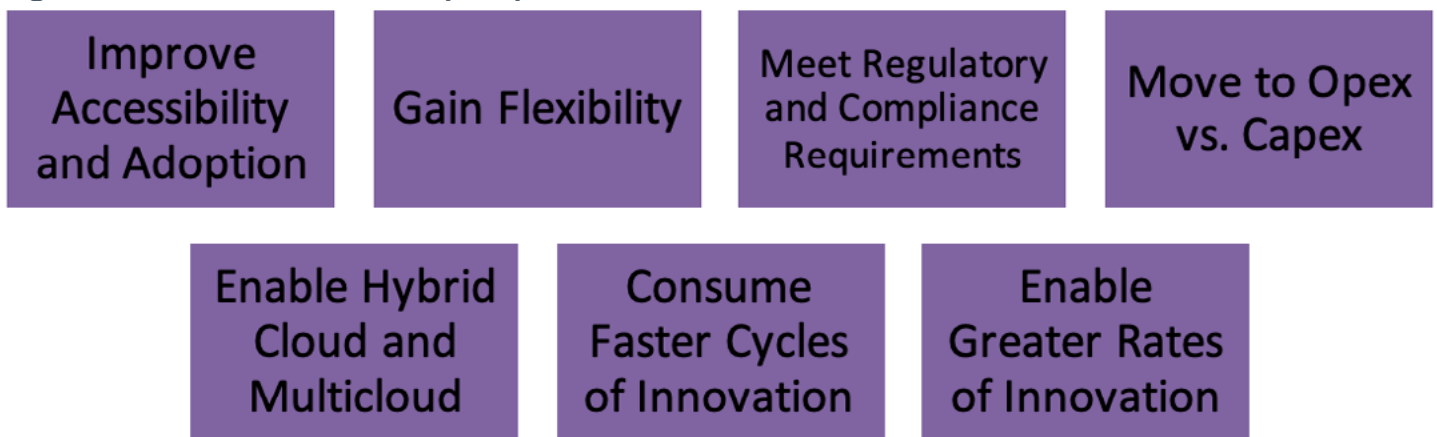 Improve
Accessibility
and Adoption
Gain Flexibility
Meet Regulatory
and Compliance
Requirements
Move to Opex
vs. Capex
Enable Hybrid
Cloud and
Multicloud
Consume
Faster Cycles
of Innovation
Enable
Greater Rates
of Innovation